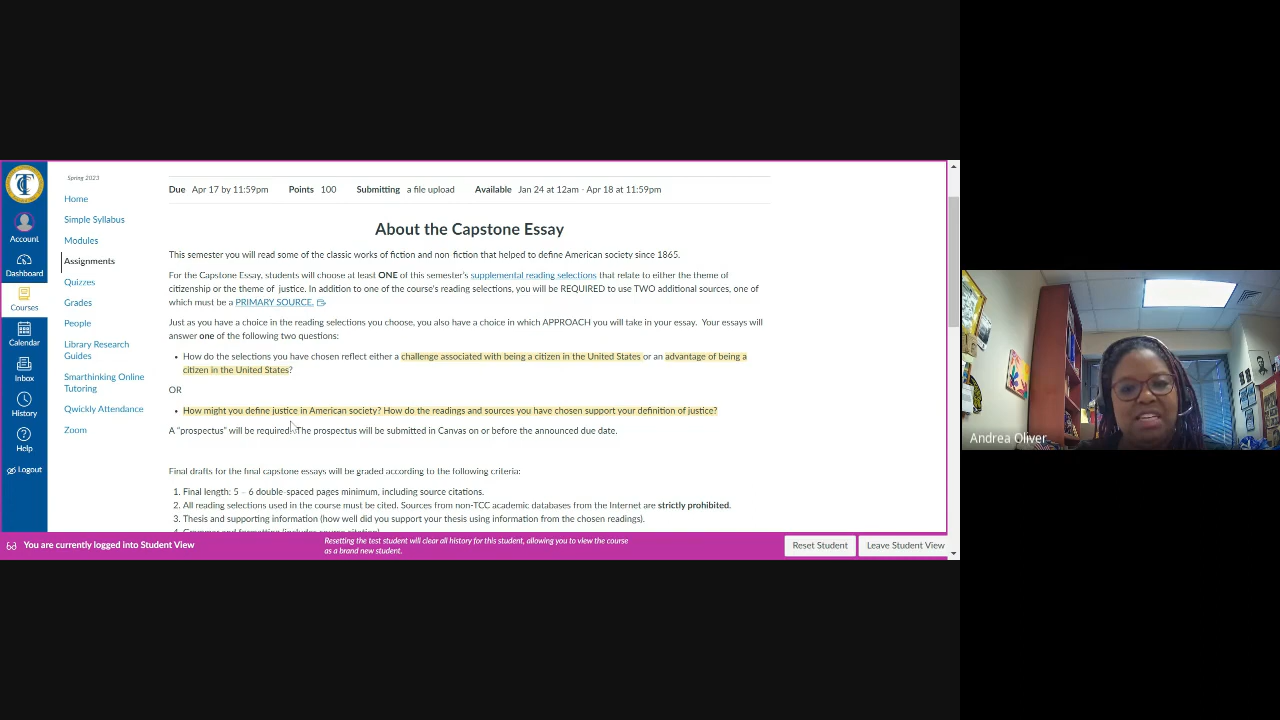 Spring 2023
Home
Simple Syllabus
Modules
Assignments
Quizzes
Grades
People
Library Research
Guides
Smarthinking Online
Tutoring
Qwickly Attendance
Zoom
Account
Dashboard
Courses
Calendar
Inbox
History
Help
Logout
Due Apr 17 by 11:59pm Points 100 Submitting a file upload Available Jan 24 at 12am - Apr 18 at 11:59pm
About the Capstone Essay
This semester you will read some of the classic works of fiction and non fiction that helped to define American society since 1865.
For the Capstone Essay, students will choose at least ONE of this semester's supplemental reading selections that relate to either the theme of
citizenship or the theme of justice. In addition to one of the course's reading selections, you will be REQUIRED to use TWO additional sources, one of
which must be a PRIMARY SOURCE.
Just as you have a choice in the reading selections you choose, you also have a choice in which APPROACH you will take in your essay. Your essays will
answer one of the following two questions:
• How do the selections you have chosen reflect either a challenge associated with being a citizen in the United States or an advantage of being a
citizen in the United States?
OR
• How might you define justice in American society? How do the readings and sources you have chosen support your definition of justice?
A "prospectus" will be required. The prospectus will be submitted in Canvas on or before the announced due date.
Final drafts for the final capstone essays will be graded according to the following criteria:
1. Final length: 5 – 6 double-spaced pages minimum, including source citations.
2. All reading selections used in the course must be cited. Sources from non-TCC academic databases from the Internet are strictly prohibited.
3. Thesis and supporting information (how well did you support your thesis using information from the chosen readings).
4. Grammar and formatting (includes source citation)
You are currently logged into Student View
Resetting the test student will clear all history for this student, allowing you to view the course
as a brand new student.
Reset Student
Leave Student View
Andrea Oliver